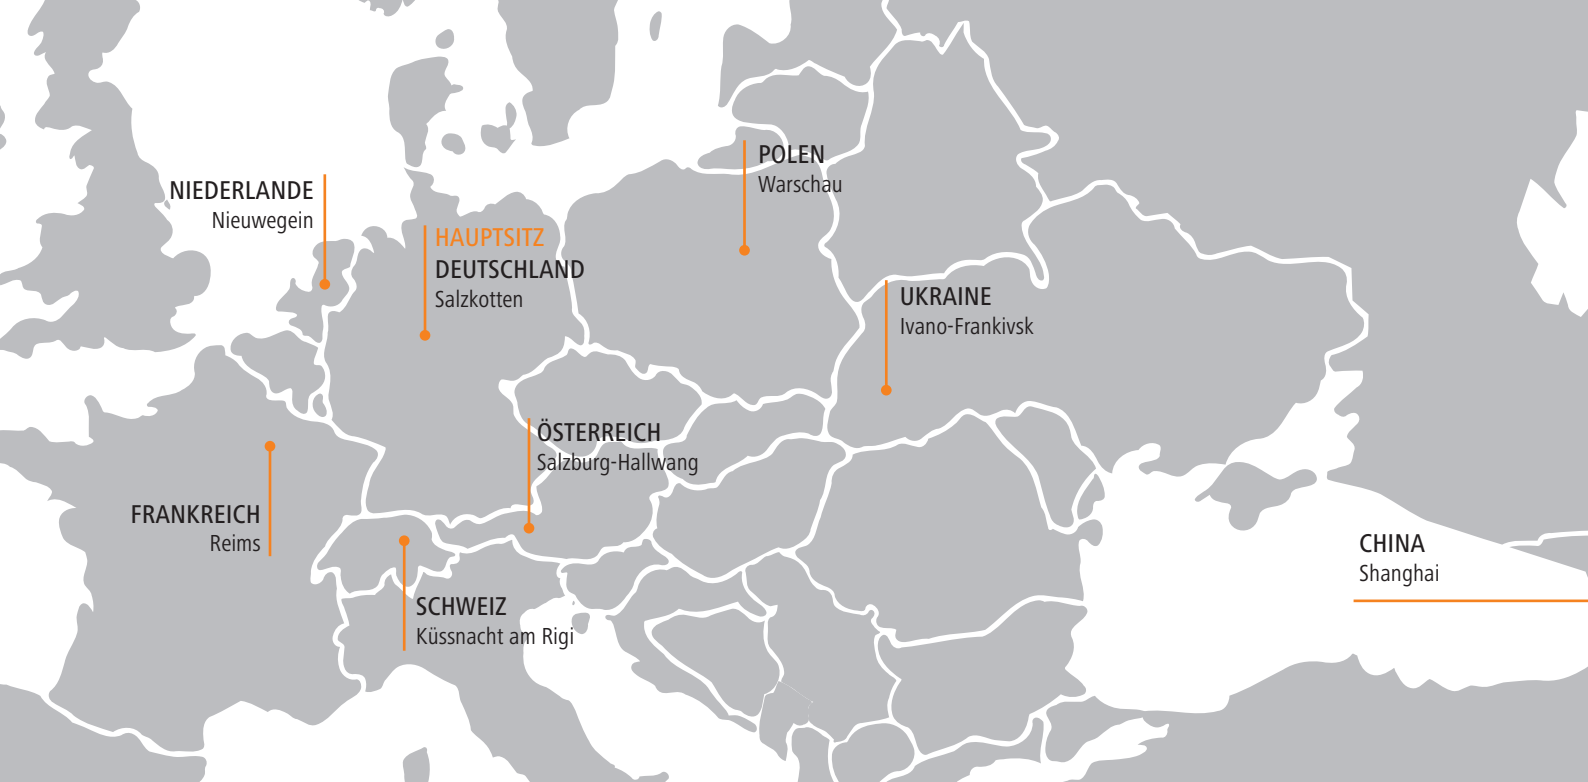 POLEN
Warschau
NIEDERLANDE
Nieuwegein
HAUPTSITZ
DEUTSCHLAND
Salzkotten
UKRAINE
Ivano-Frankivsk
ÖSTERREICH
Salzburg-Hallwang
FRANKREICH
Reims
CHINA
Shanghai
SCHWEIZ
Küssnacht am Rigi